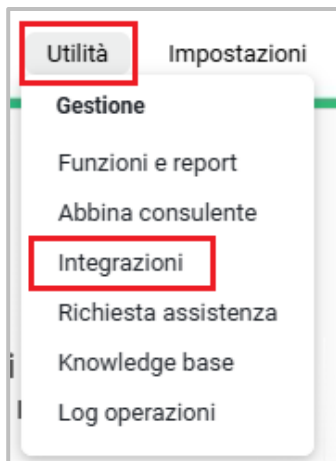 Utilità Impostazioni
Gestione
Funzioni e report
Abbina consulente
Integrazioni
Richiesta assistenza
Knowledge base
Log operazioni